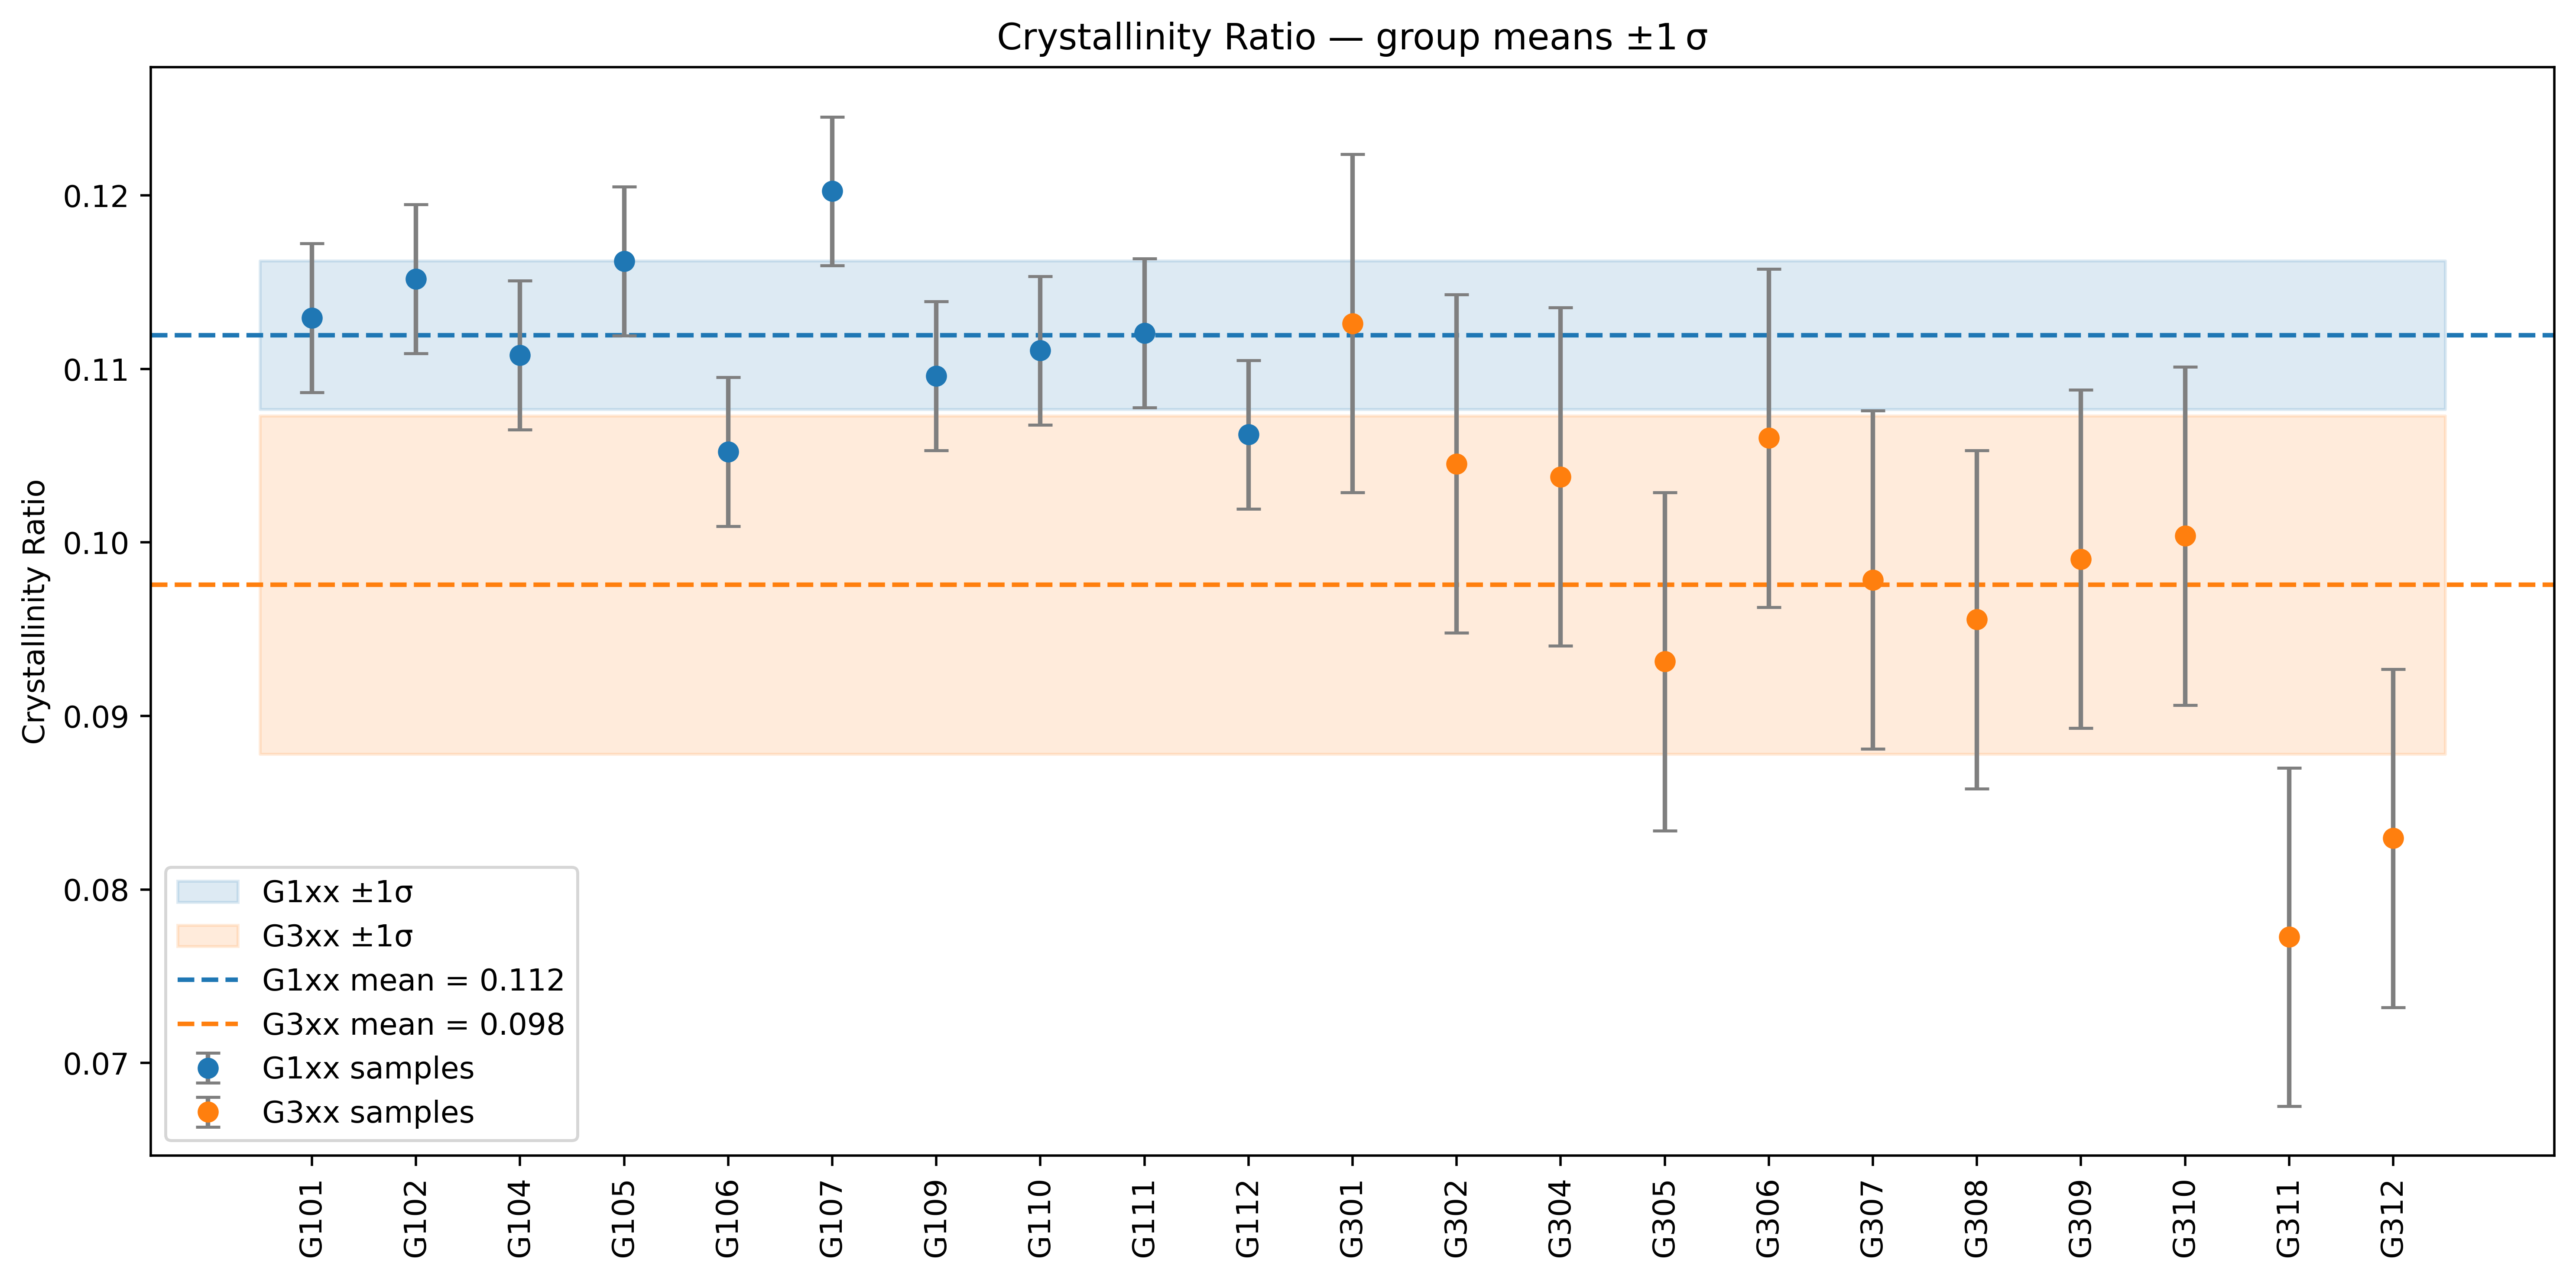 Crystallinity Ratio — group means ±1 σ
Crystallinity Ratio
0.12
0.11
0.10
0.09
0.08
0.07
G1xx ±1σ
G3xx ±1σ
G1xx mean = 0.112
G3xx mean = 0.098
G1xx samples
G3xx samples
G101
G102
G104
G105
G106
G107
G109
G110
G111
G112
G301
G302
G304
G305
G306
G307
G308
G309
G310
G311
G312